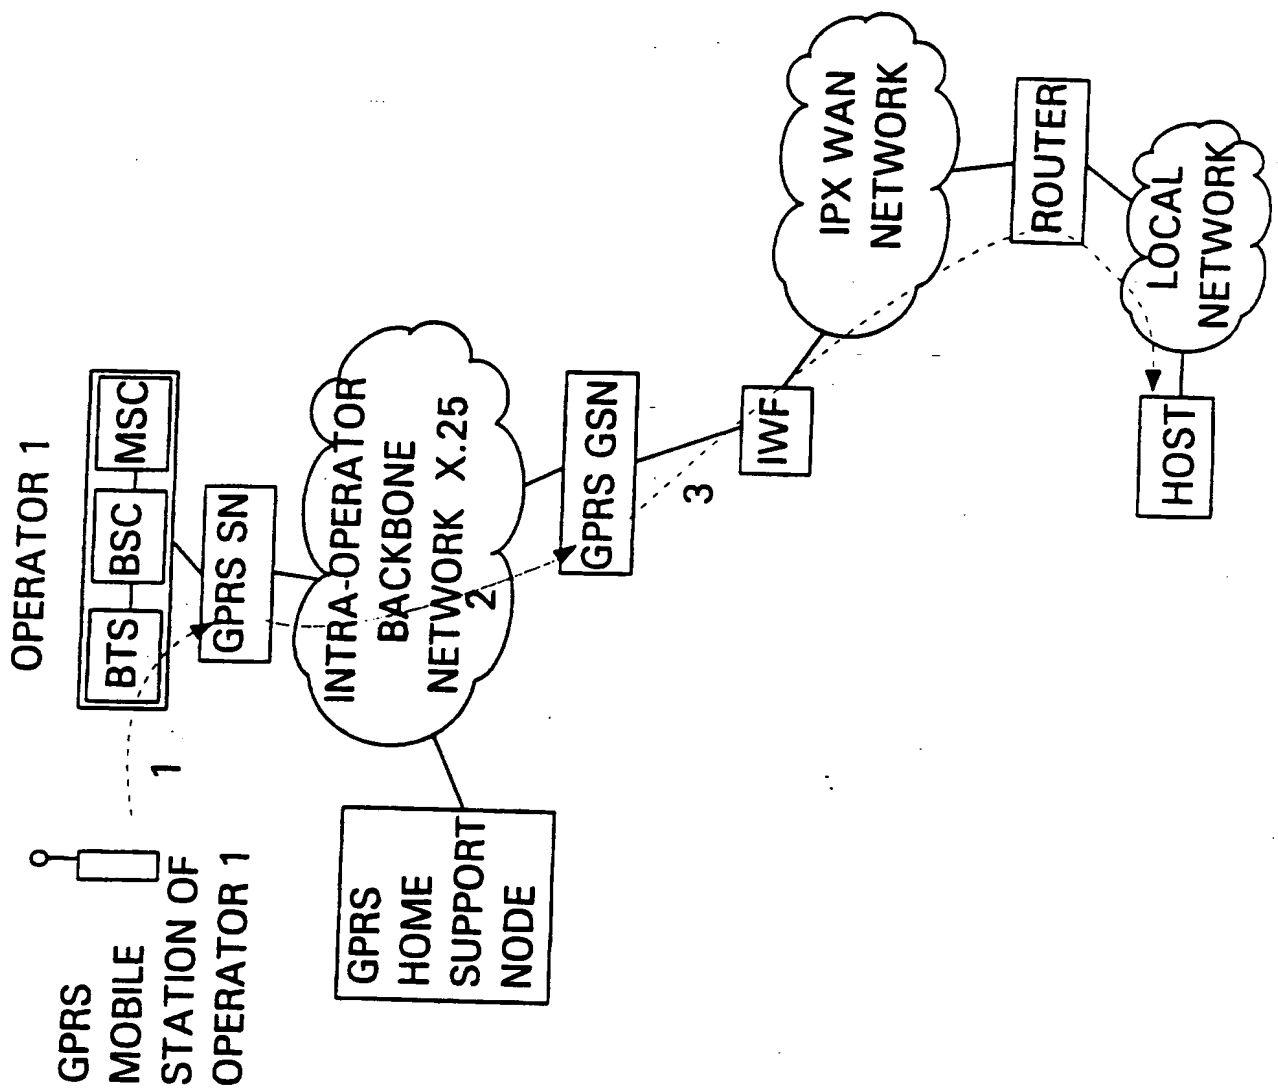 GPRS
MOBILE
STATION OF
OPERATOR 1
1
OPERATOR 1
BTS
BSC
MSC
GPRS SN
GPRS
HOME
SUPPORT
NODE
INTRA-OPERATOR
BACKBONE
NETWORK X.25
2
GPRS GSN
3
IWF
IPX WAN
NETWORK
ROUTER
LOCAL
NETWORK
HOST